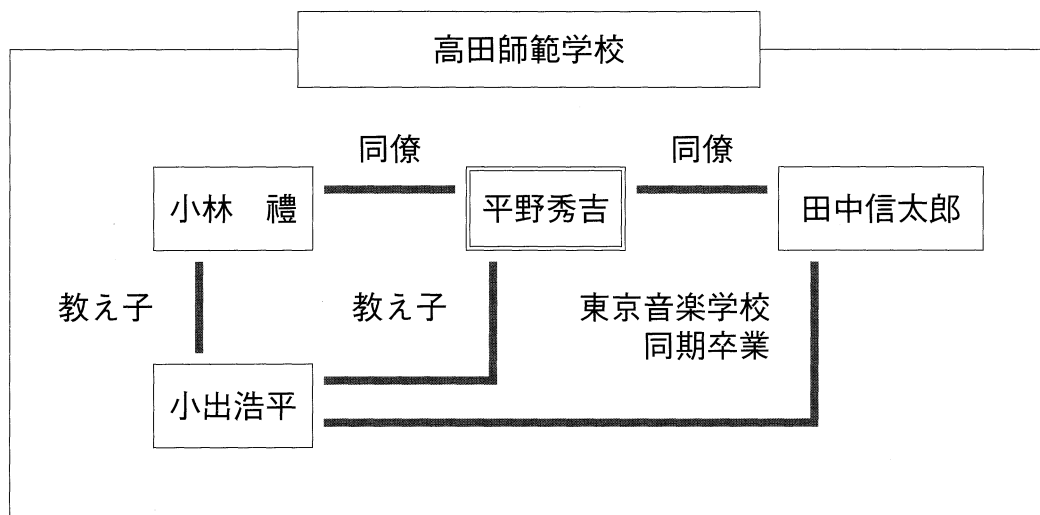 高田師範学校
同僚
同僚
小林　禮
平野秀吉
田中信太郎
教え子
教え子
東京音楽学校
同期卒業
小出浩平